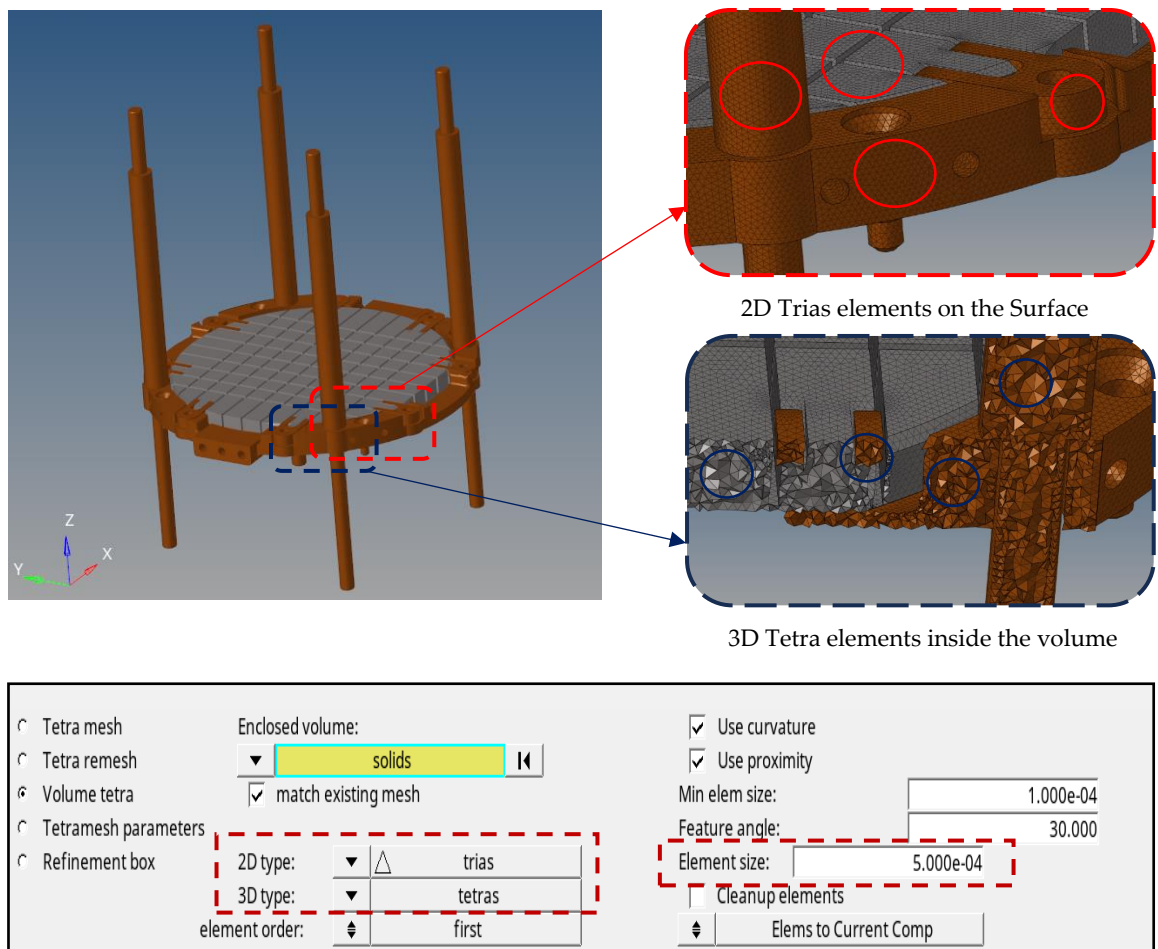 Z
X
Y
2D Trias elements on the Surface
3D Tetra elements inside the volume
Tetra mesh
Enclosed volume:
Use curvature
Tetra remesh
solids
Use proximity
Volume tetra
match existing mesh
Min elem size:
1.000e-04
Tetramesh parameters
Feature angle:
30.000
Refinement box
2D type:
trias
Element size:
5.000e-04
3D type:
tetras
Cleanup elements
element order:
first
Elems to Current Comp